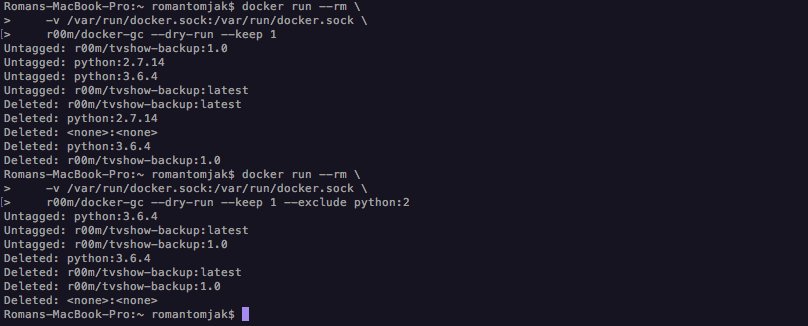 Romans-MacBook-Pro:~ romantomjak$ docker run --rm \
>     -v /var/run/docker.sock:/var/run/docker.sock \
[>     r00m/docker-gc --dry-run --keep 1
Untagged: r00m/tvshow-backup:1.0
Untagged: python:2.7.14
Untagged: python:3.6.4
Untagged: r00m/tvshow-backup:latest
Deleted: r00m/tvshow-backup:latest
Deleted: python:2.7.14
Deleted: <none>:<none>
Deleted: python:3.6.4
Deleted: r00m/tvshow-backup:1.0
Romans-MacBook-Pro:~ romantomjak$ docker run --rm \
>     -v /var/run/docker.sock:/var/run/docker.sock \
[>     r00m/docker-gc --dry-run --keep 1 --exclude python:2
Untagged: python:3.6.4
Untagged: r00m/tvshow-backup:latest
Untagged: r00m/tvshow-backup:1.0
Deleted: python:3.6.4
Deleted: r00m/tvshow-backup:latest
Deleted: r00m/tvshow-backup:1.0
Deleted: <none>:<none>
Romans-MacBook-Pro:~ romantomjak$